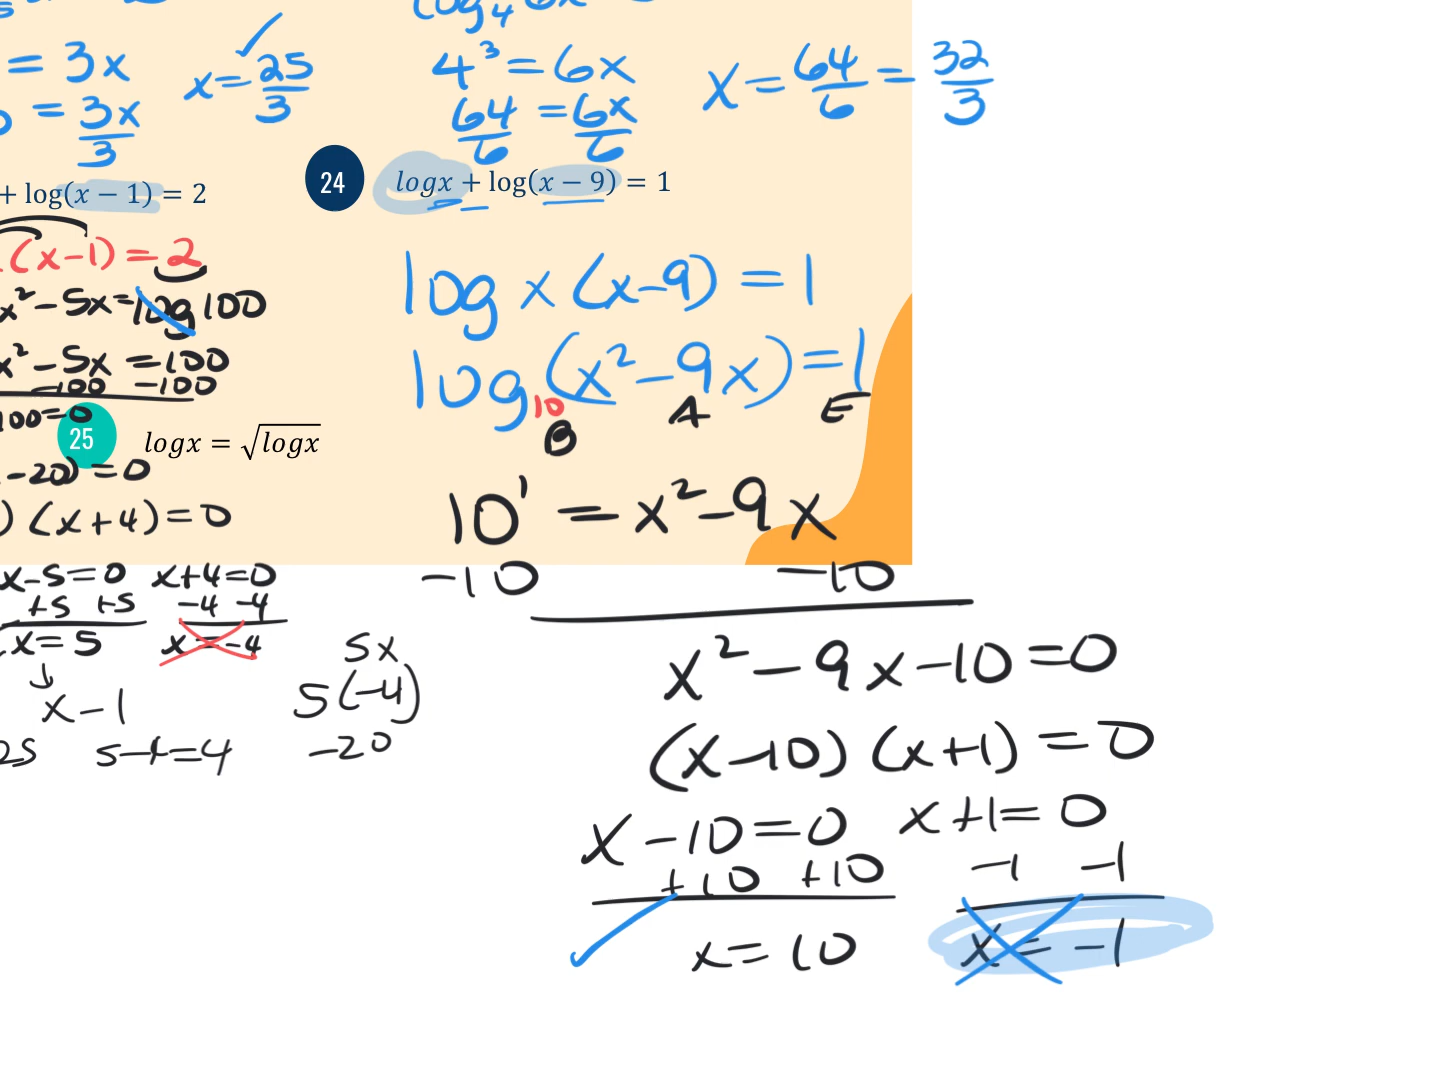 = 3x
x = 25/3
= 3x/3
log₄ 6x
4³ = 6x
64/6 = 6x/6
x = 64/6 = 32/3
+ log(x − 1) = 2
(x−1) = 2
x² − 5x = log 100
x² − 5x = 100
−100 −100
100 = 0
−20) = 0
) (x+4) = 0
x−5=0 x+4=0
+5 +5 −4 −4
x = 5 x = −4
x − 1
25 5−1=4
5x
5(−4)
−20
24 logx + log(x − 9) = 1
log x (x−9) = 1
log₁₀ (x² − 9x) = 1
B A E
10¹ = x² − 9x
−10 −10
x² − 9x − 10 = 0
(x−10) (x+1) = 0
x − 10 = 0 x+1 = 0
+10 +10 −1 −1
x = 10 x = −1
25 logx = √logx